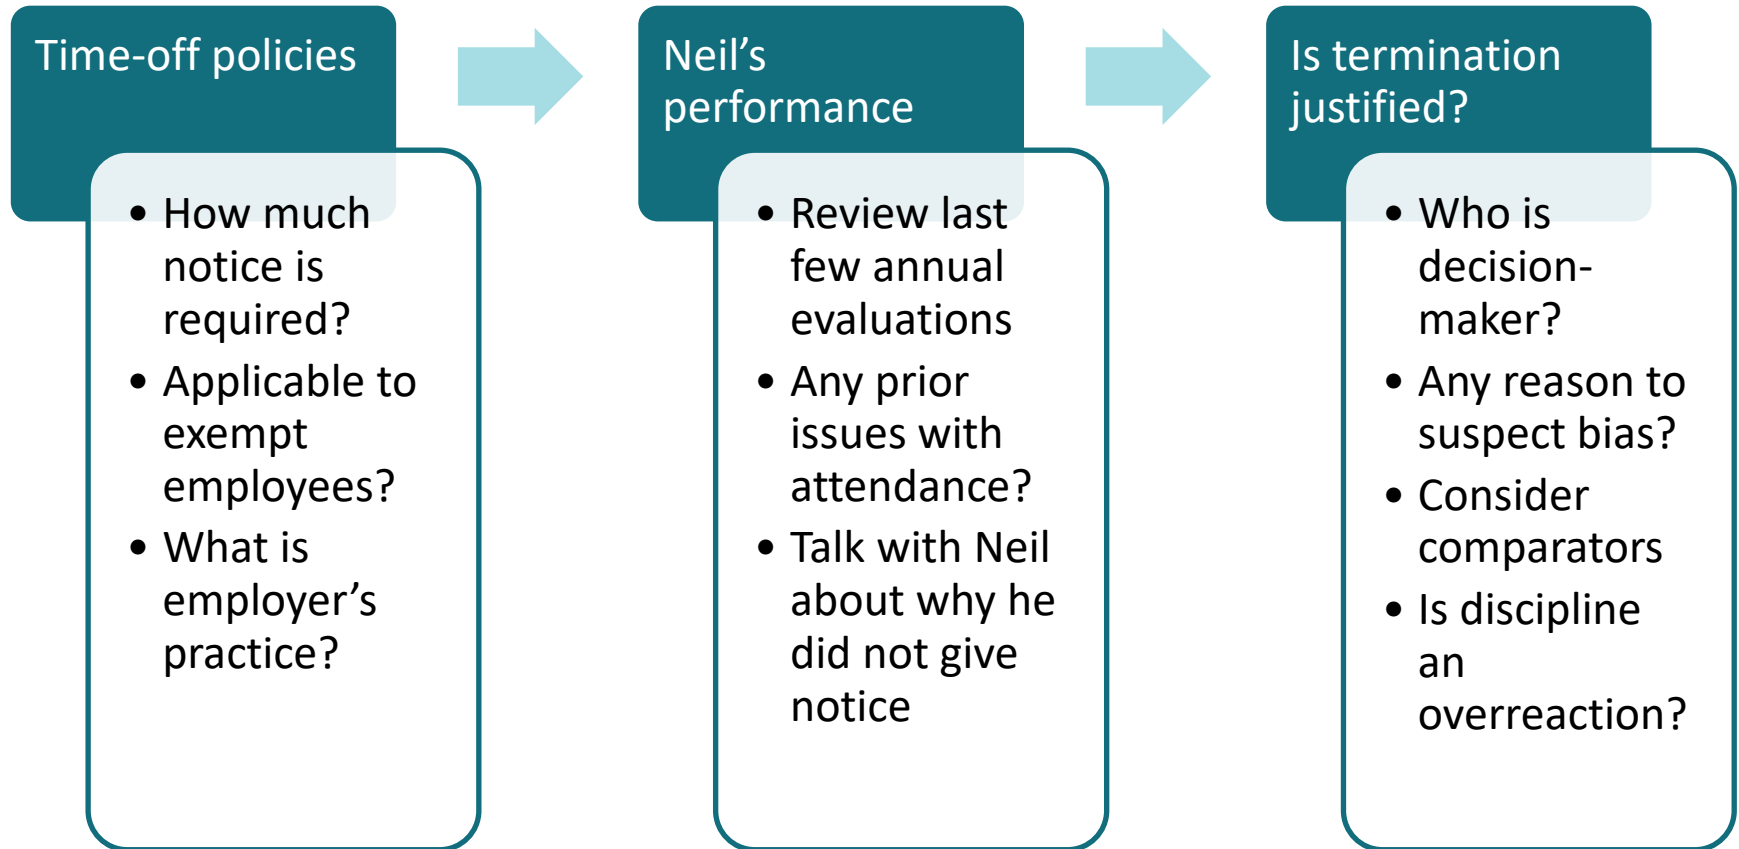 Time-off policies
• How much
notice is
required?
• Applicable to
exempt
employees?
• What is
employer’s
practice?
Neil’s
performance
• Review last
few annual
evaluations
• Any prior
issues with
attendance?
• Talk with Neil
about why he
did not give
notice
Is termination
justified?
• Who is
decision-
maker?
• Any reason to
suspect bias?
• Consider
comparators
• Is discipline
an
overreaction?